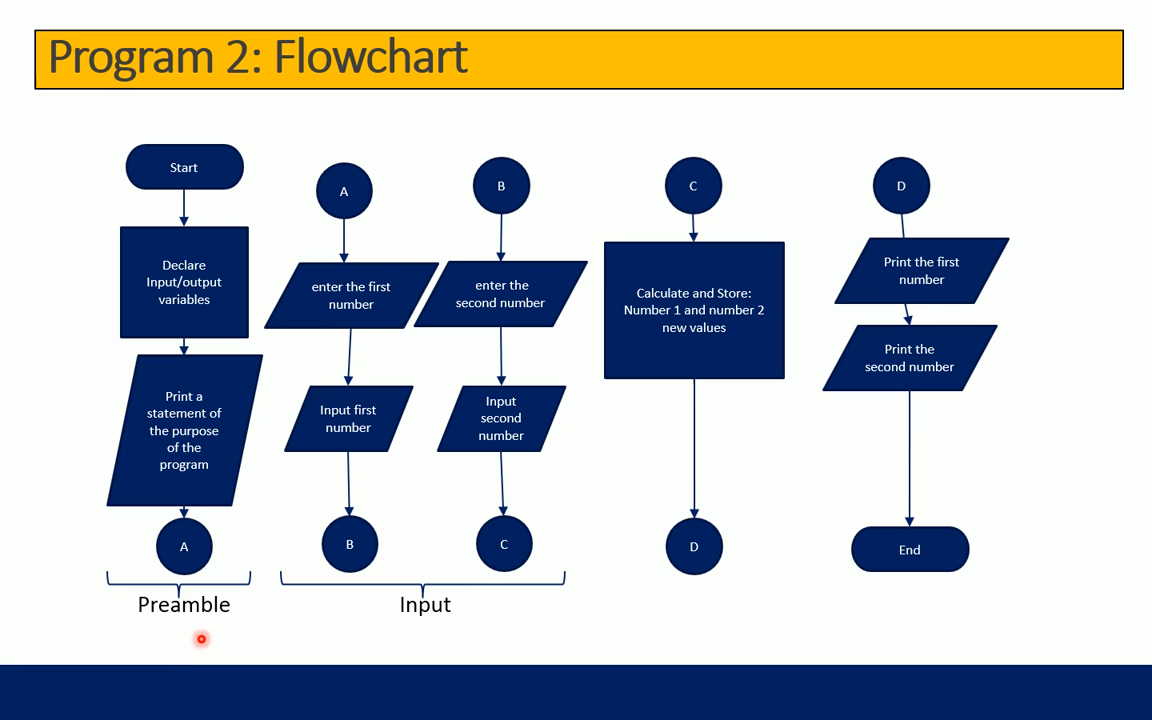 Program 2: Flowchart
Start
Declare
Input/output
variables
Print a
statement of
the purpose
of the
program
A
Preamble
A
enter the first
number
Input first
number
B
B
enter the
second number
Input
second
number
C
Input
C
Calculate and Store:
Number 1 and number 2
new values
D
D
Print the first
number
Print the
second number
End